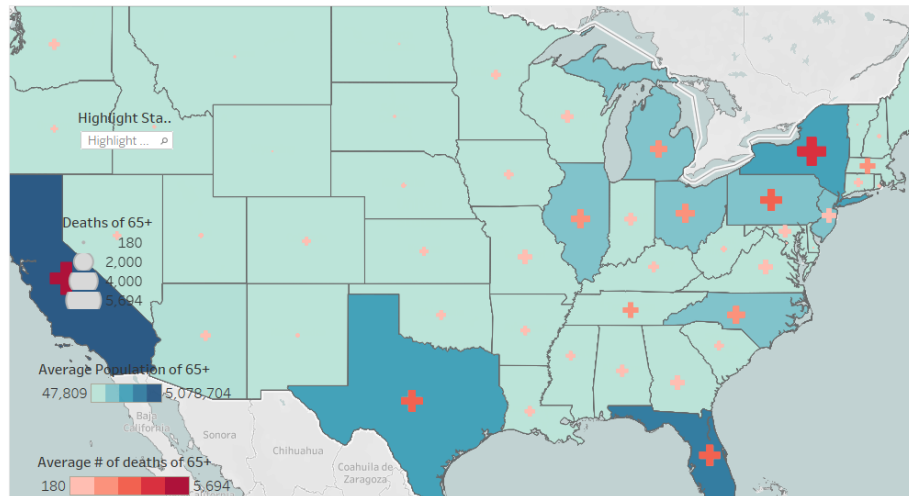 Highlight Sta..
Highlight ...
Deaths of 65+
180
2,000
4,000
5,694
Average Population of 65+
47,809 5,078,704
Baja
California
Sonora
Chihuahua
Coahuila de
Zaragoza
Average # of deaths of 65+
180 5,694